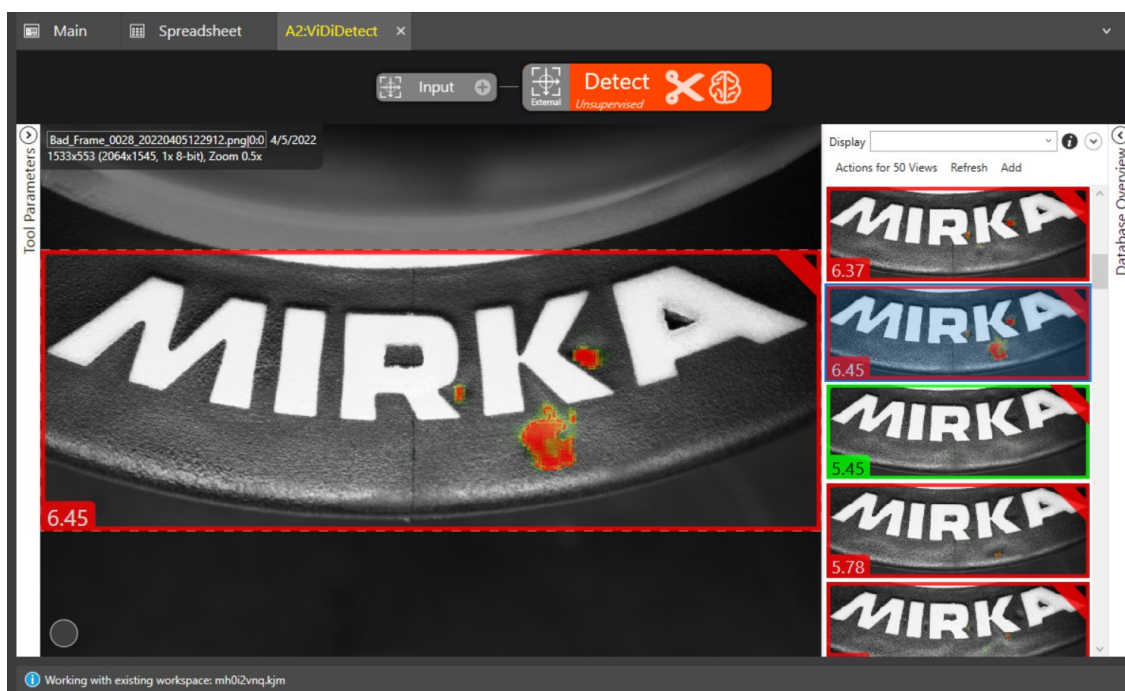 Main
Spreadsheet
A2:ViDiDetect ×
Input
External
Detect
Unsupervised
Tool Parameters
Bad_Frame_0028_20220405122912.png|0:0 4/5/2022
1533x553 (2064x1545, 1x 8-bit), Zoom 0.5x
MIRKA
6.45
Display
Actions for 50 Views Refresh Add
MIRKA
6.37
MIRKA
6.45
MIRKA
5.45
MIRKA
5.78
MIRKA
Database Overview
Working with existing workspace: mh0i2vnq.kjm